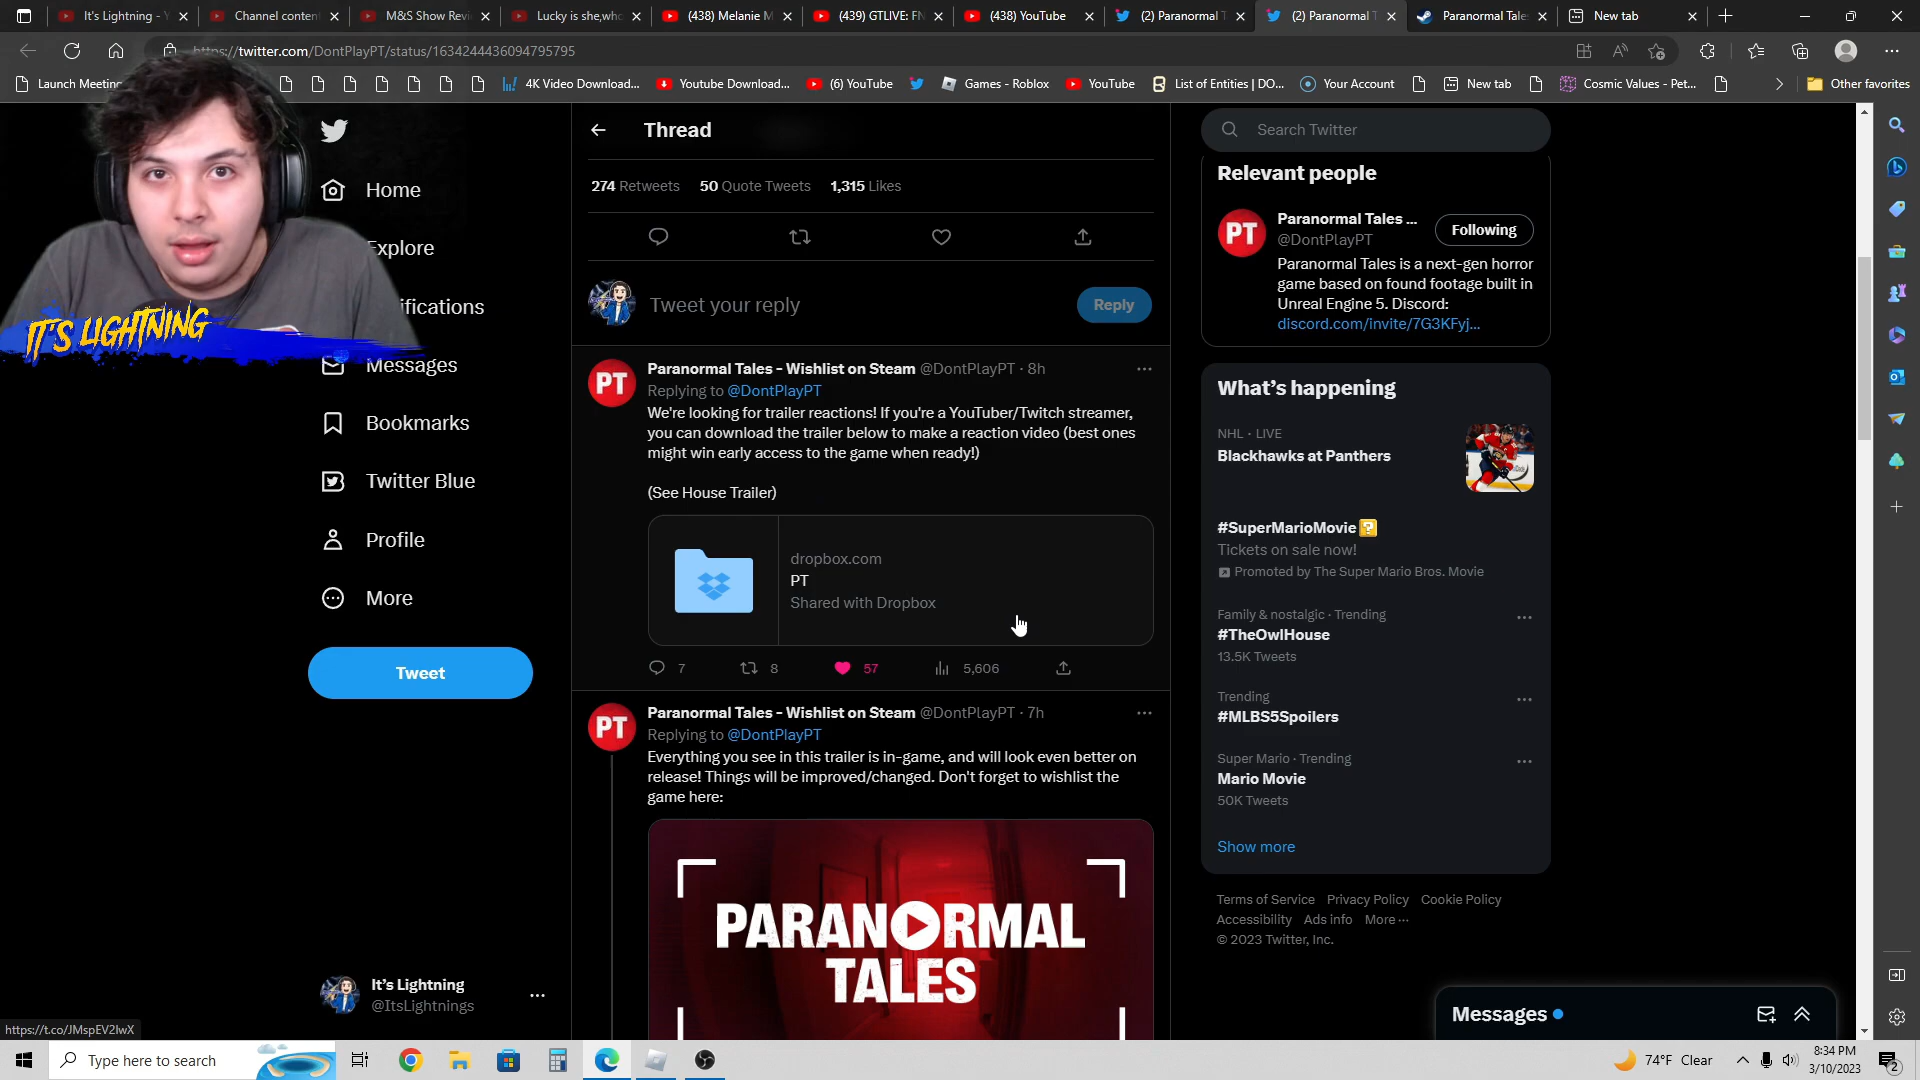 It's Lightning - Y
Channel content
M&S Show Revi
Lucky is she,who
(438) Melanie M
(439) GTLIVE: FN
(438) YouTube
(2) Paranormal T
(2) Paranormal T
Paranormal Tales
New tab
https://twitter.com/DontPlayPT/status/1634244436094795795
Launch Meeting
4K Video Download...
Youtube Download...
(6) YouTube
Games - Roblox
YouTube
List of Entities | DO...
Your Account
New tab
Cosmic Values - Pet...
Other favorites
Home
Explore
ifications
Messages
Bookmarks
Twitter Blue
Profile
More
Tweet
IT'S LIGHTNING
It's Lightning
@ItsLightnings
Thread
274 Retweets 50 Quote Tweets 1,315 Likes
Tweet your reply
Reply
PT
Paranormal Tales - Wishlist on Steam @DontPlayPT · 8h
Replying to @DontPlayPT
We're looking for trailer reactions! If you're a YouTuber/Twitch streamer,
you can download the trailer below to make a reaction video (best ones
might win early access to the game when ready!)
(See House Trailer)
dropbox.com
PT
Shared with Dropbox
7
8
57
5,606
PT
Paranormal Tales - Wishlist on Steam @DontPlayPT · 7h
Replying to @DontPlayPT
Everything you see in this trailer is in-game, and will look even better on
release! Things will be improved/changed. Don't forget to wishlist the
game here:
PARANORMAL
TALES
Search Twitter
Relevant people
PT
Paranormal Tales ...
@DontPlayPT
Following
Paranormal Tales is a next-gen horror
game based on found footage built in
Unreal Engine 5. Discord:
discord.com/invite/7G3KFyj...
What's happening
NHL · LIVE
Blackhawks at Panthers
#SuperMarioMovie
Tickets on sale now!
Promoted by The Super Mario Bros. Movie
Family & nostalgic · Trending
#TheOwlHouse
13.5K Tweets
Trending
#MLBS5Spoilers
Super Mario · Trending
Mario Movie
50K Tweets
Show more
Terms of Service Privacy Policy Cookie Policy
Accessibility Ads info More ···
© 2023 Twitter, Inc.
Messages
https://t.co/JMspEV2IwX
Type here to search
74°F Clear
8:34 PM
3/10/2023
2